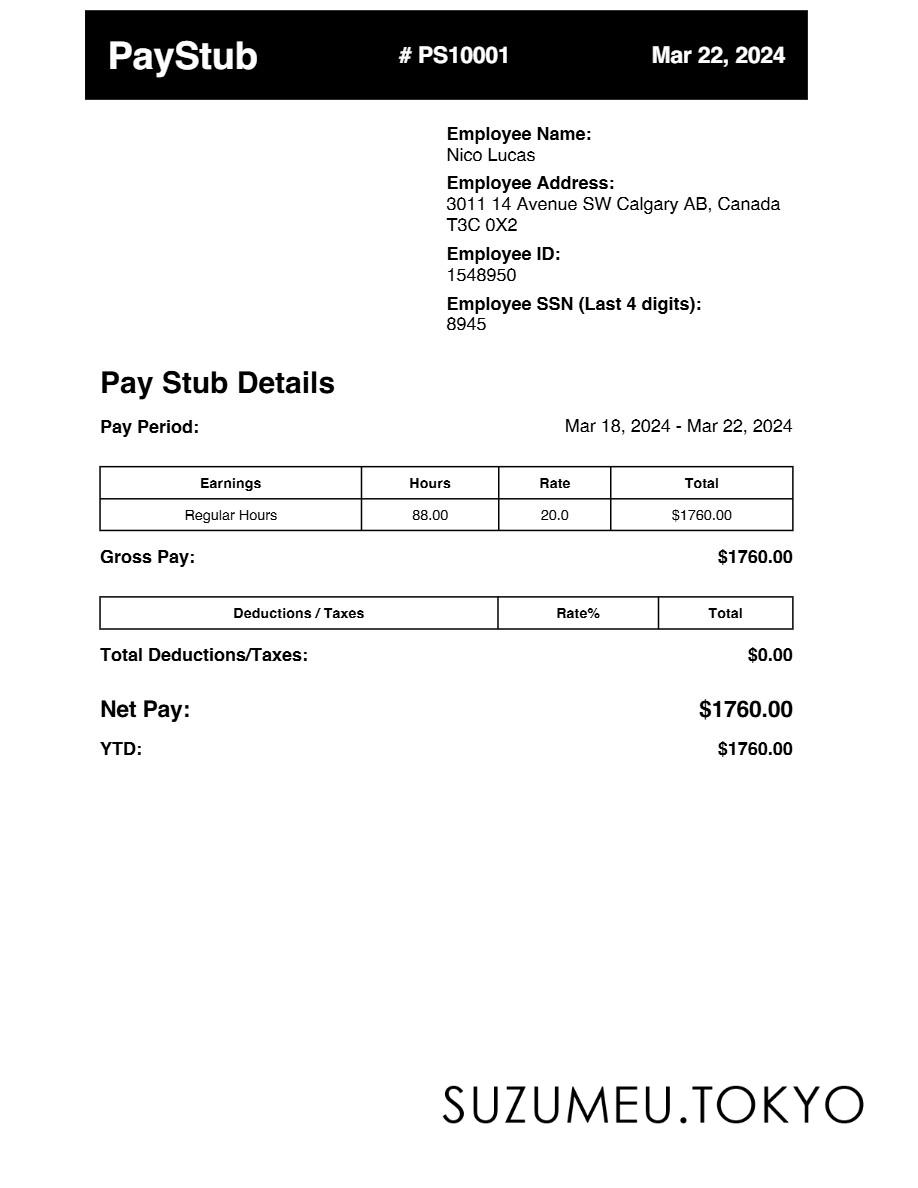 PayStub # PS10001 Mar 22, 2024
Employee Name:
Nico Lucas
Employee Address:
3011 14 Avenue SW Calgary AB, Canada
T3C 0X2
Employee ID:
1548950
Employee SSN (Last 4 digits):
8945
Pay Stub Details
Pay Period: Mar 18, 2024 - Mar 22, 2024
Earnings Hours Rate Total
Regular Hours 88.00 20.0 $1760.00
Gross Pay: $1760.00
Deductions / Taxes Rate% Total
Total Deductions/Taxes: $0.00
Net Pay: $1760.00
YTD: $1760.00
SUZUMEU.TOKYO